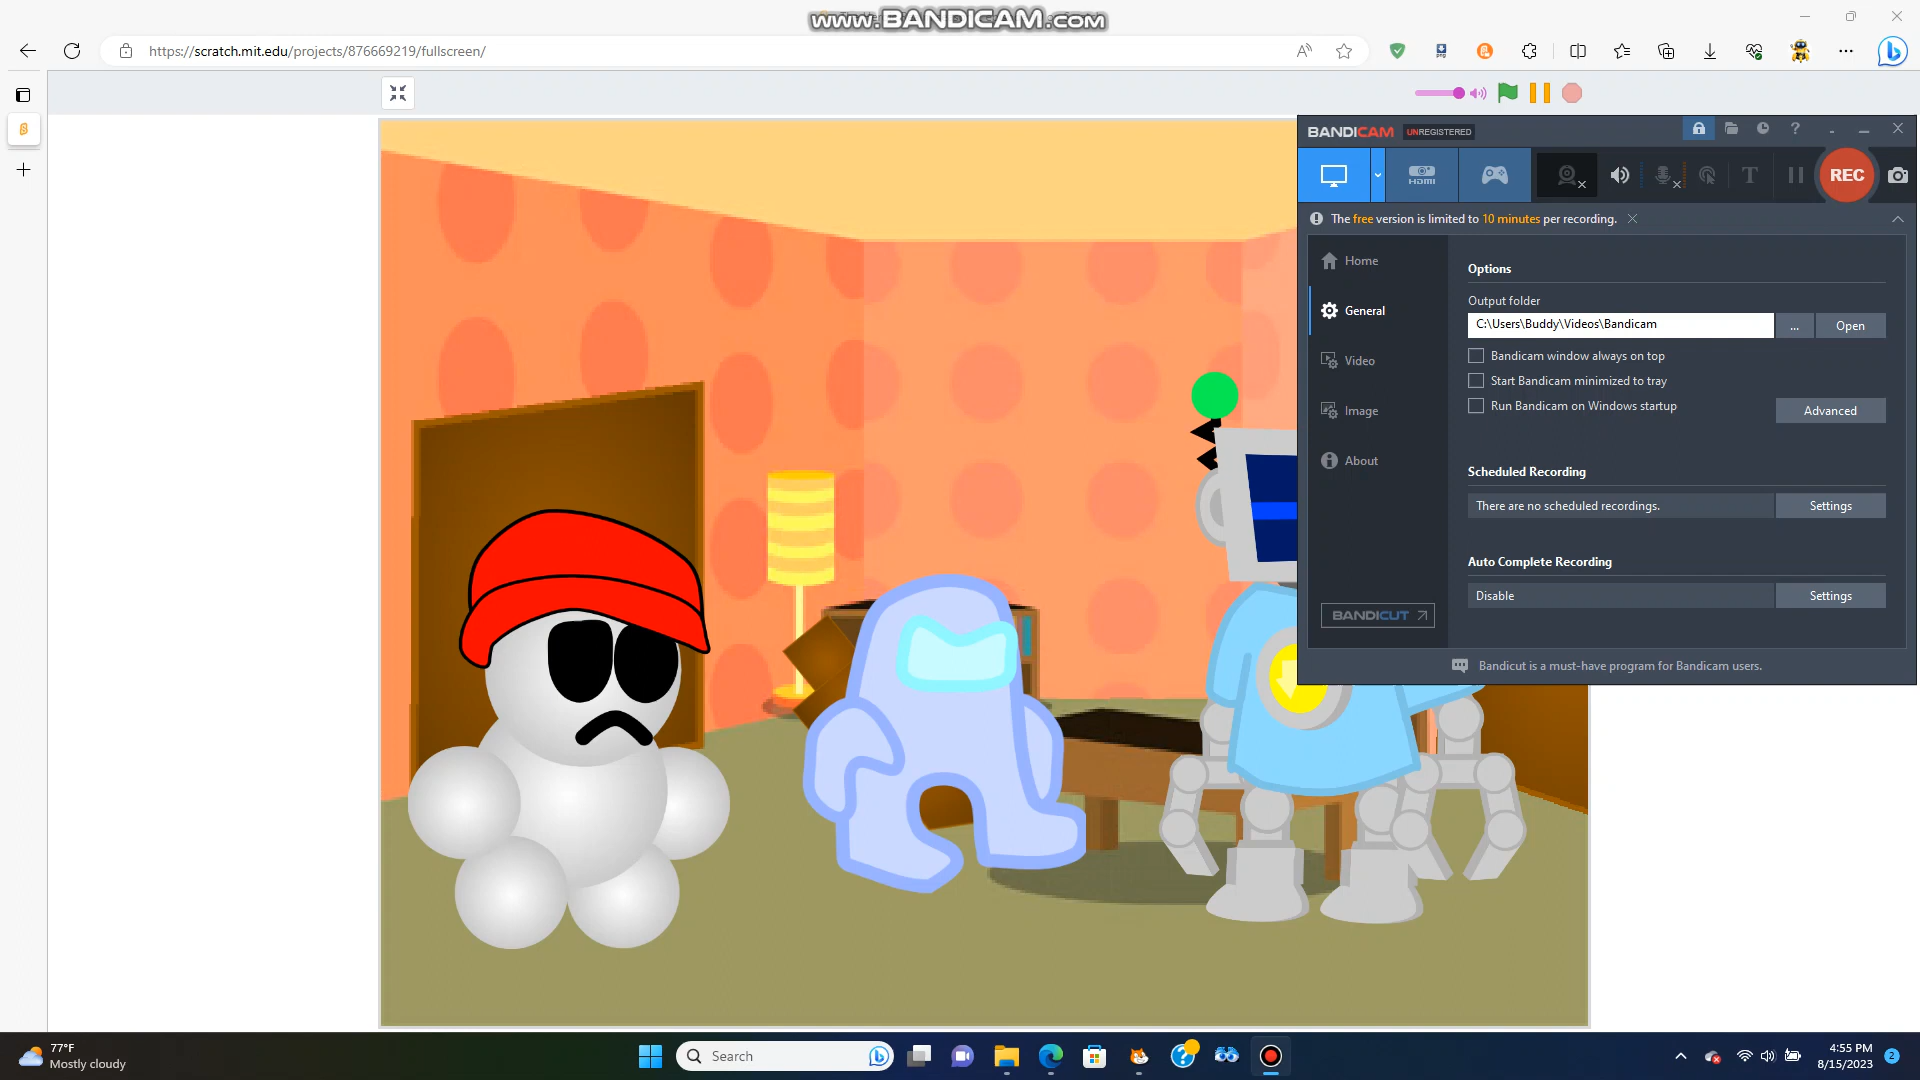 www.BANDICAM.com
https://scratch.mit.edu/projects/876669219/fullscreen/
BANDICAM UNREGISTERED
HDMI
REC
The free version is limited to 10 minutes per recording.
Home
General
Video
Image
About
BANDICUT
Options
Output folder
C:\Users\Buddy\Videos\Bandicam
...
Open
Bandicam window always on top
Start Bandicam minimized to tray
Run Bandicam on Windows startup
Advanced
Scheduled Recording
There are no scheduled recordings.
Settings
Auto Complete Recording
Disable
Settings
Bandicut is a must-have program for Bandicam users.
77°F
Mostly cloudy
Search
4:55 PM
8/15/2023
2